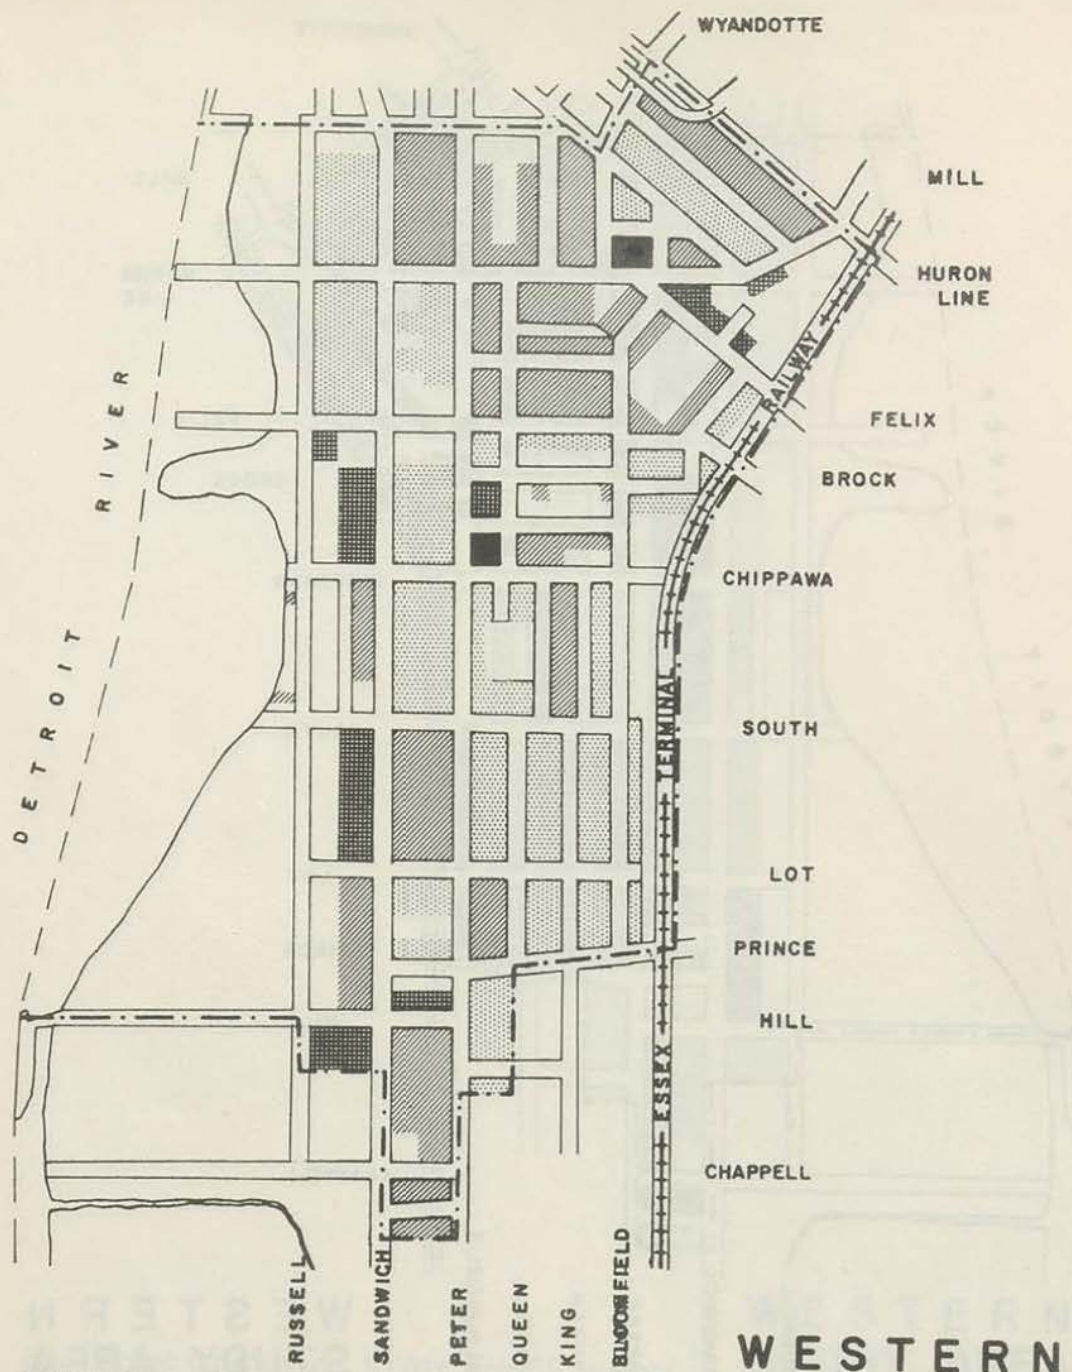 WYANDOTTE
MILL
HURON
LINE
FELIX
BROCK
CHIPPAWA
SOUTH
LOT
PRINCE
HILL
CHAPPELL
DETROIT RIVER
ESSEX TERMINAL RAILWAY
RUSSELL
SANDWICH
PETER
QUEEN
KING
WESTERN